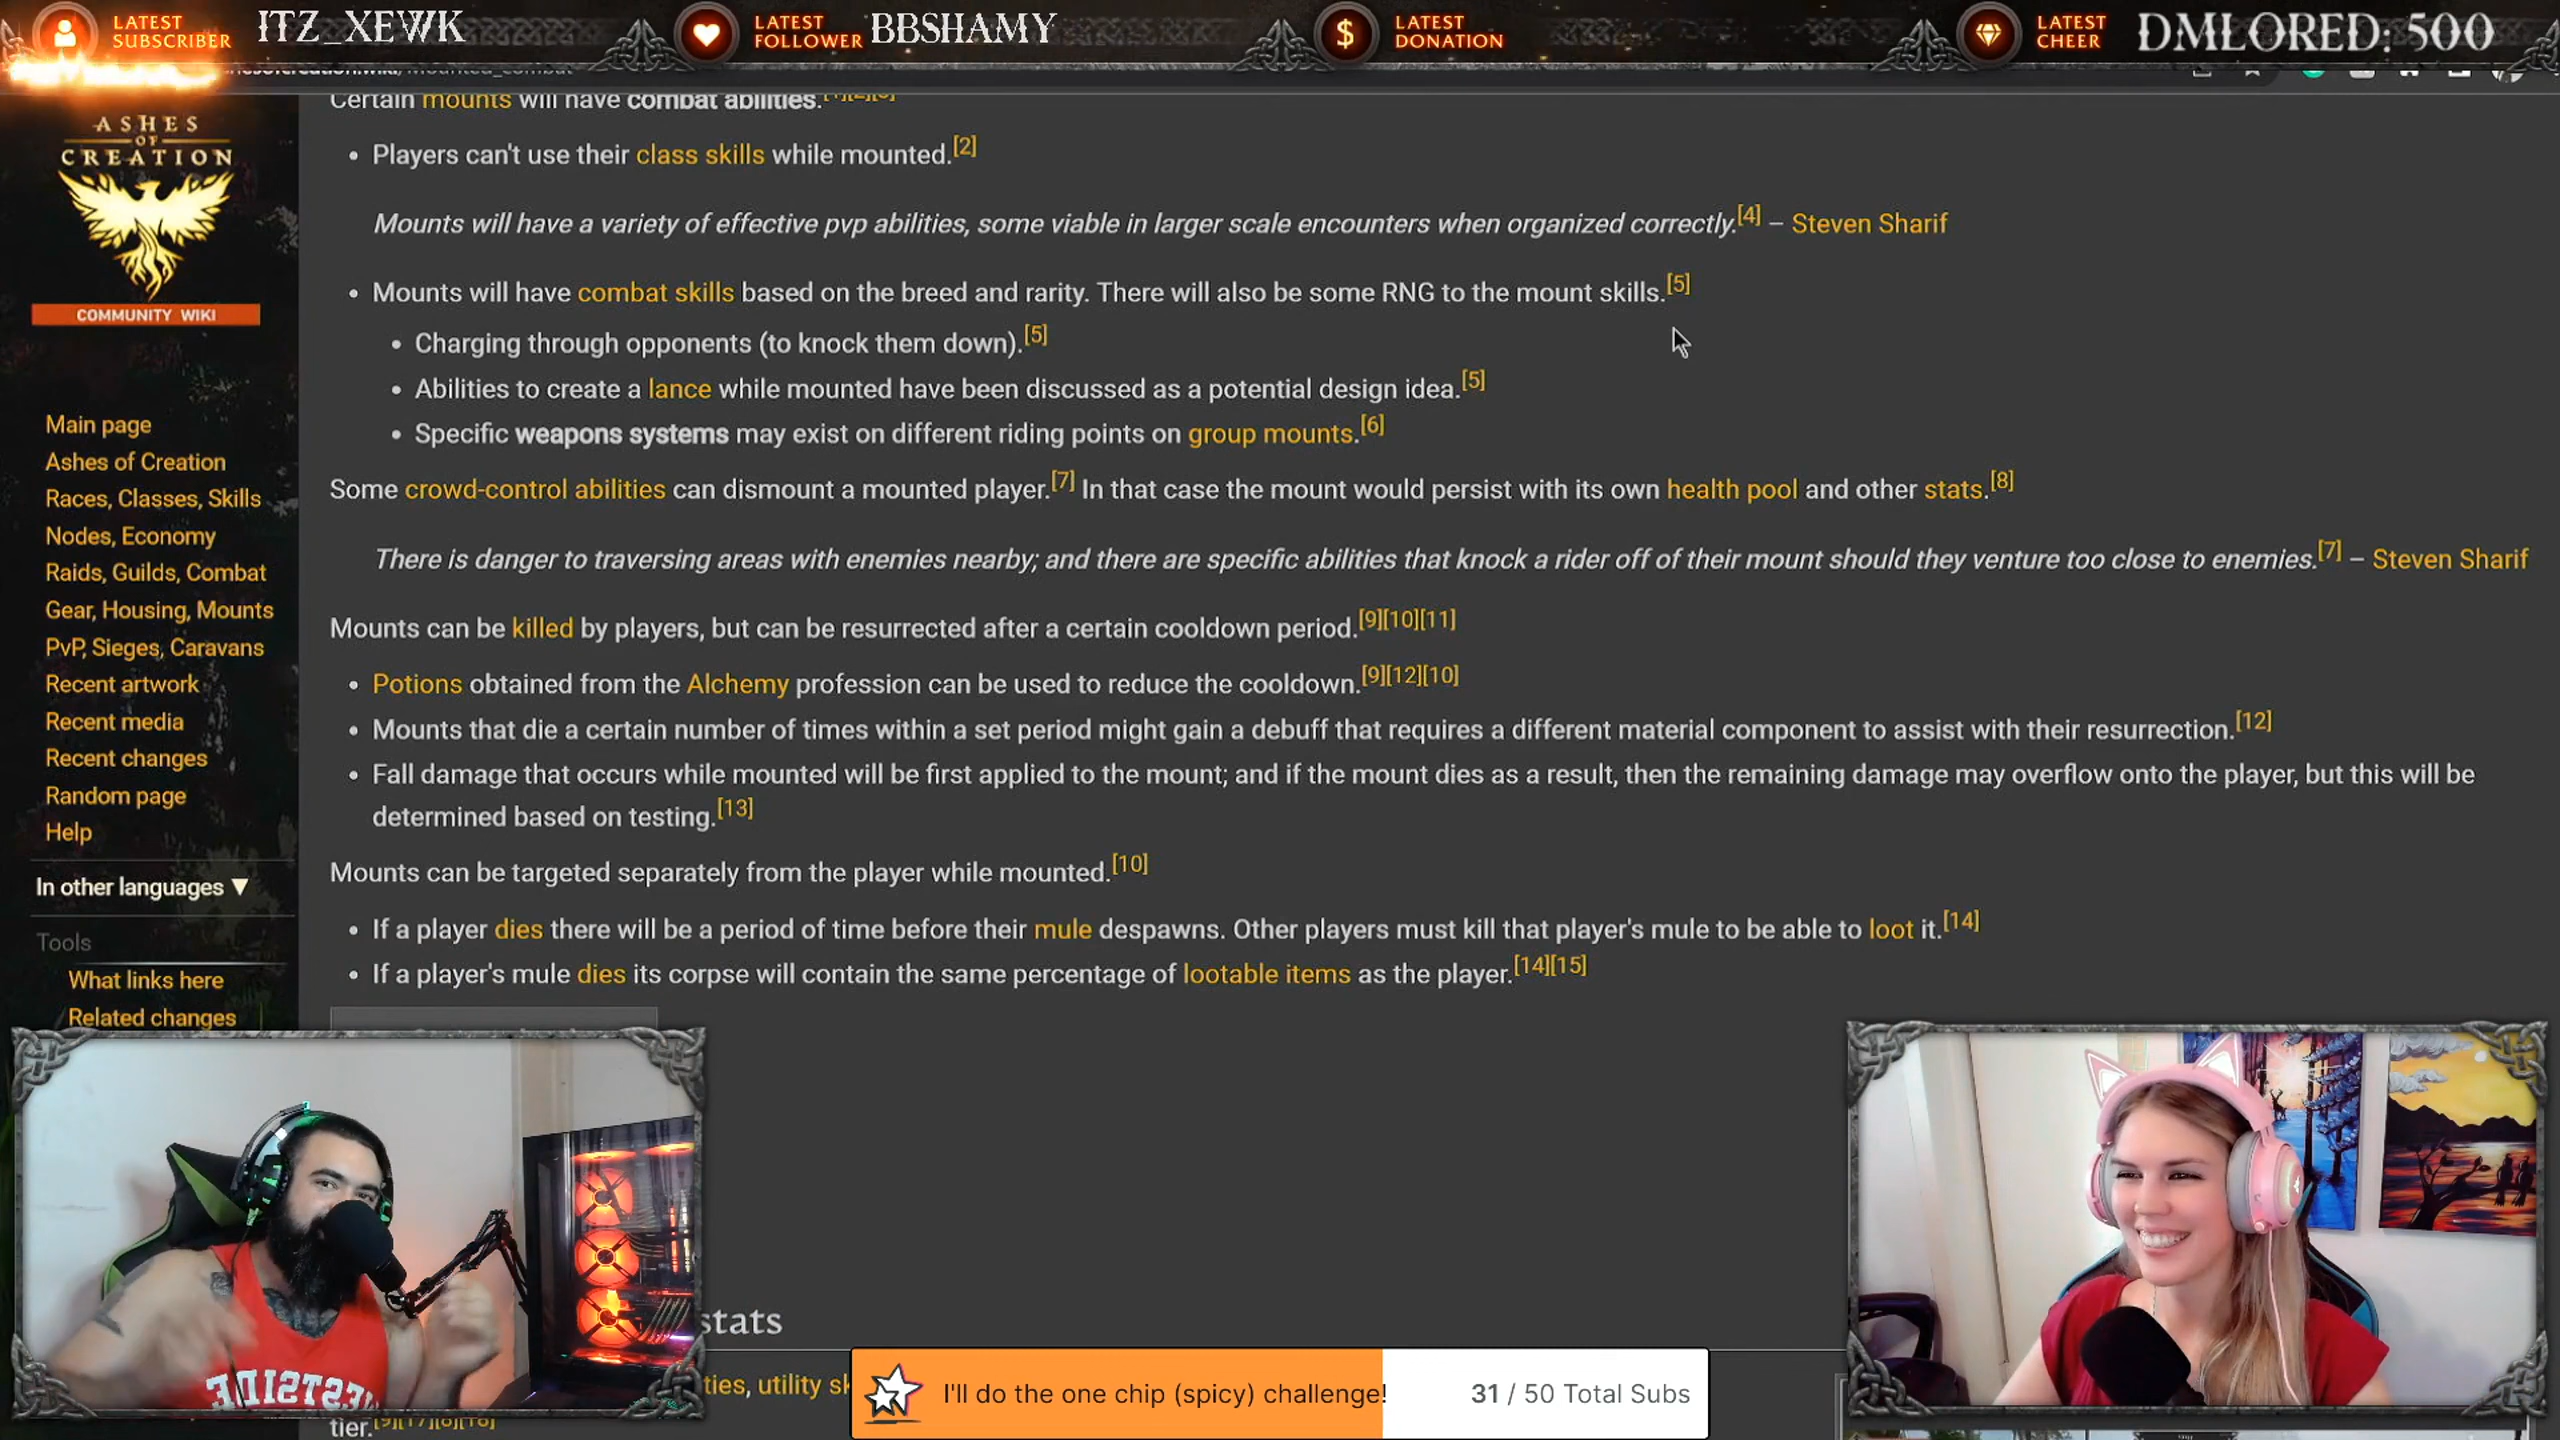 LATEST SUBSCRIBER ITZ_XEWK
LATEST FOLLOWER BBSHAMY
LATEST DONATION
LATEST CHEER DMLORED: 500
ASHES
OF
CREATION
COMMUNITY WIKI
Main page
Ashes of Creation
Races, Classes, Skills
Nodes, Economy
Raids, Guilds, Combat
Gear, Housing, Mounts
PvP, Sieges, Caravans
Recent artwork
Recent media
Recent changes
Random page
Help
In other languages ▼
Tools
What links here
Related changes
Certain mounts will have combat abilities.
• Players can't use their class skills while mounted.[2]
Mounts will have a variety of effective pvp abilities, some viable in larger scale encounters when organized correctly.[4] – Steven Sharif
• Mounts will have combat skills based on the breed and rarity. There will also be some RNG to the mount skills.[5]
• Charging through opponents (to knock them down).[5]
• Abilities to create a lance while mounted have been discussed as a potential design idea.[5]
• Specific weapons systems may exist on different riding points on group mounts.[6]
Some crowd-control abilities can dismount a mounted player.[7] In that case the mount would persist with its own health pool and other stats.[8]
There is danger to traversing areas with enemies nearby; and there are specific abilities that knock a rider off of their mount should they venture too close to enemies.[7] – Steven Sharif
Mounts can be killed by players, but can be resurrected after a certain cooldown period.[9][10][11]
• Potions obtained from the Alchemy profession can be used to reduce the cooldown.[9][12][10]
• Mounts that die a certain number of times within a set period might gain a debuff that requires a different material component to assist with their resurrection.[12]
• Fall damage that occurs while mounted will be first applied to the mount; and if the mount dies as a result, then the remaining damage may overflow onto the player, but this will be
determined based on testing.[13]
Mounts can be targeted separately from the player while mounted.[10]
• If a player dies there will be a period of time before their mule despawns. Other players must kill that player's mule to be able to loot it.[14]
• If a player's mule dies its corpse will contain the same percentage of lootable items as the player.[14][15]
stats
ties, utility sk
tier.
I'll do the one chip (spicy) challenge! 31 / 50 Total Subs